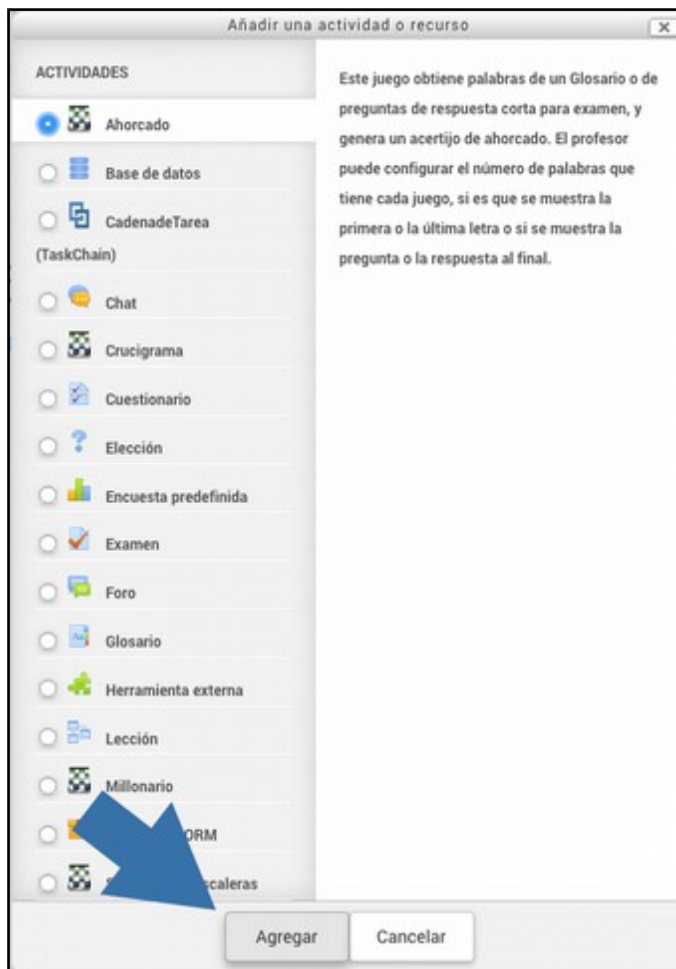 Añadir una actividad o recurso
ACTIVIDADES
Ahorcado
Base de datos
CadenadeTarea
(TaskChain)
Chat
Crucigrama
Cuestionario
Elección
Encuesta predefinida
Examen
Foro
Glosario
Herramienta externa
Lección
Millonario
Este juego obtiene palabras de un Glosario o de
preguntas de respuesta corta para examen, y
genera un acertijo de ahorcado. El profesor
puede configurar el número de palabras que
tiene cada juego, si es que se muestra la
primera o la última letra o si se muestra la
pregunta o la respuesta al final.
Agregar
Cancelar